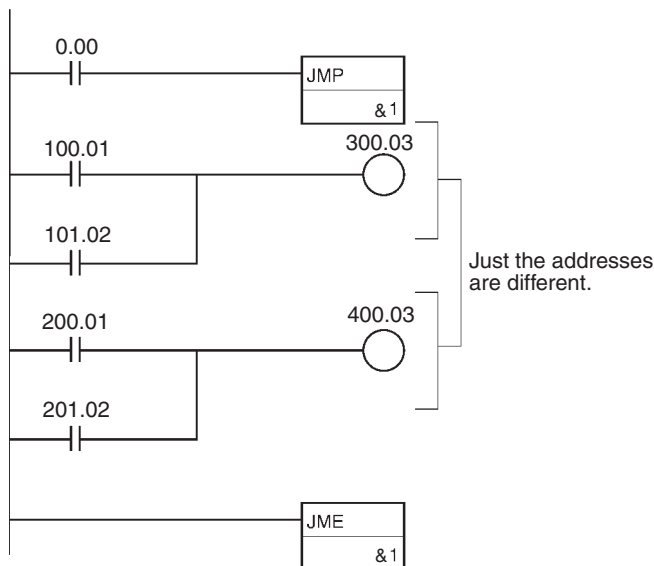 0.00
JMP
&1
100.01
300.03
101.02
Just the addresses
are different.
200.01
400.03
201.02
JME
&1